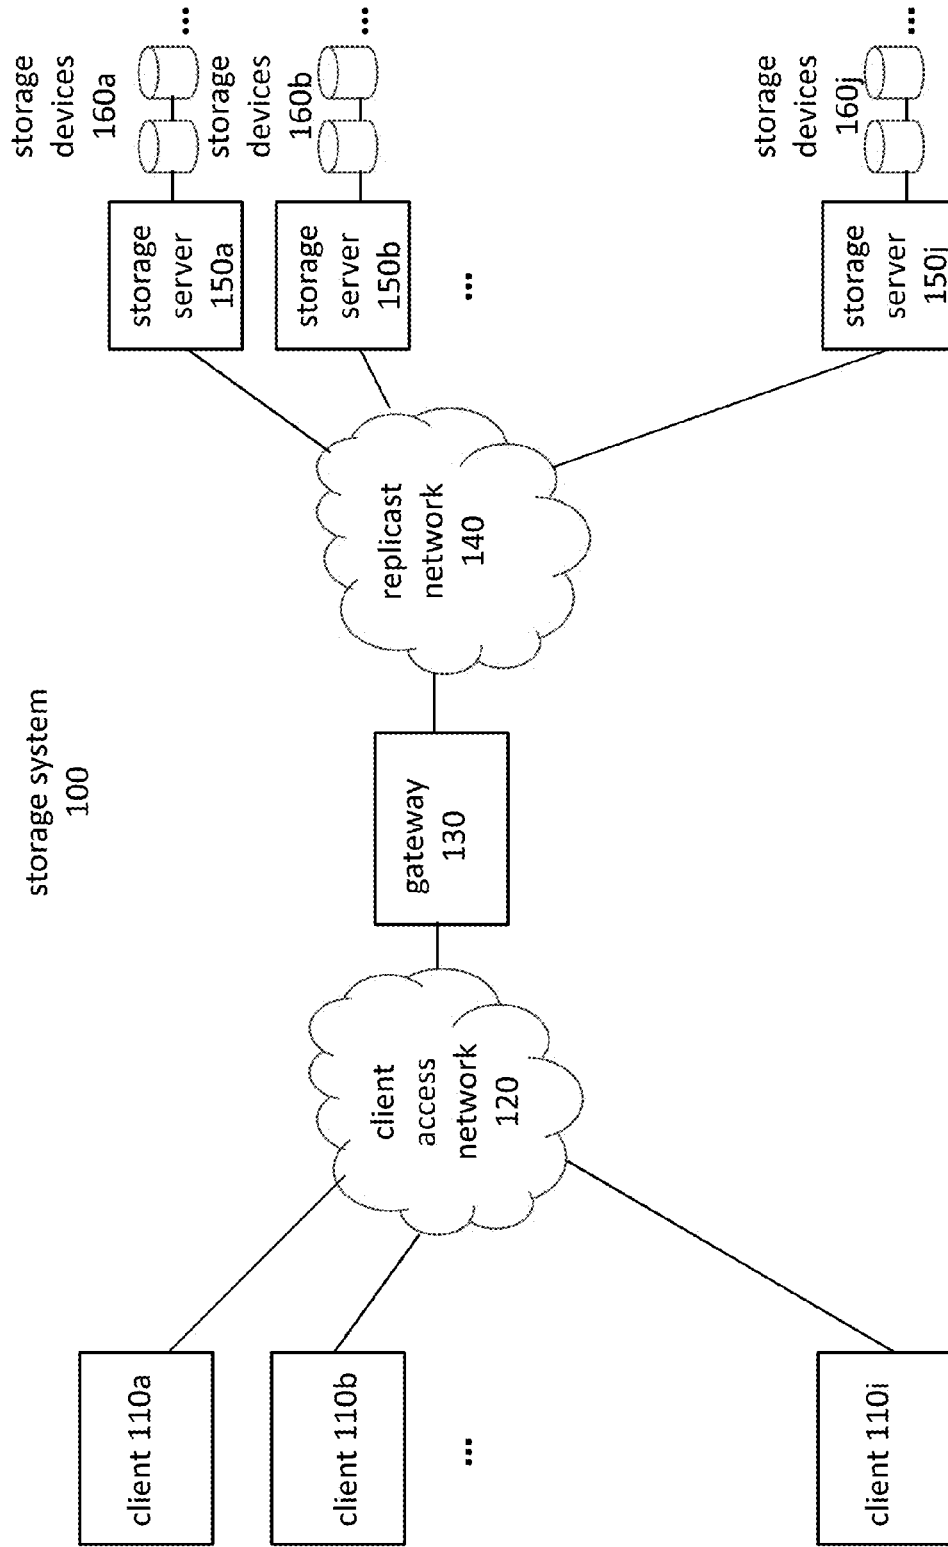 storage system
100
client 110a
client 110b
...
client 110i
client
access
network
120
gateway
130
replicast
network
140
storage
server
150a
storage
server
150b
...
storage
server
150j
storage
devices
160a
...
storage
devices
160b
...
storage
devices
160j
...